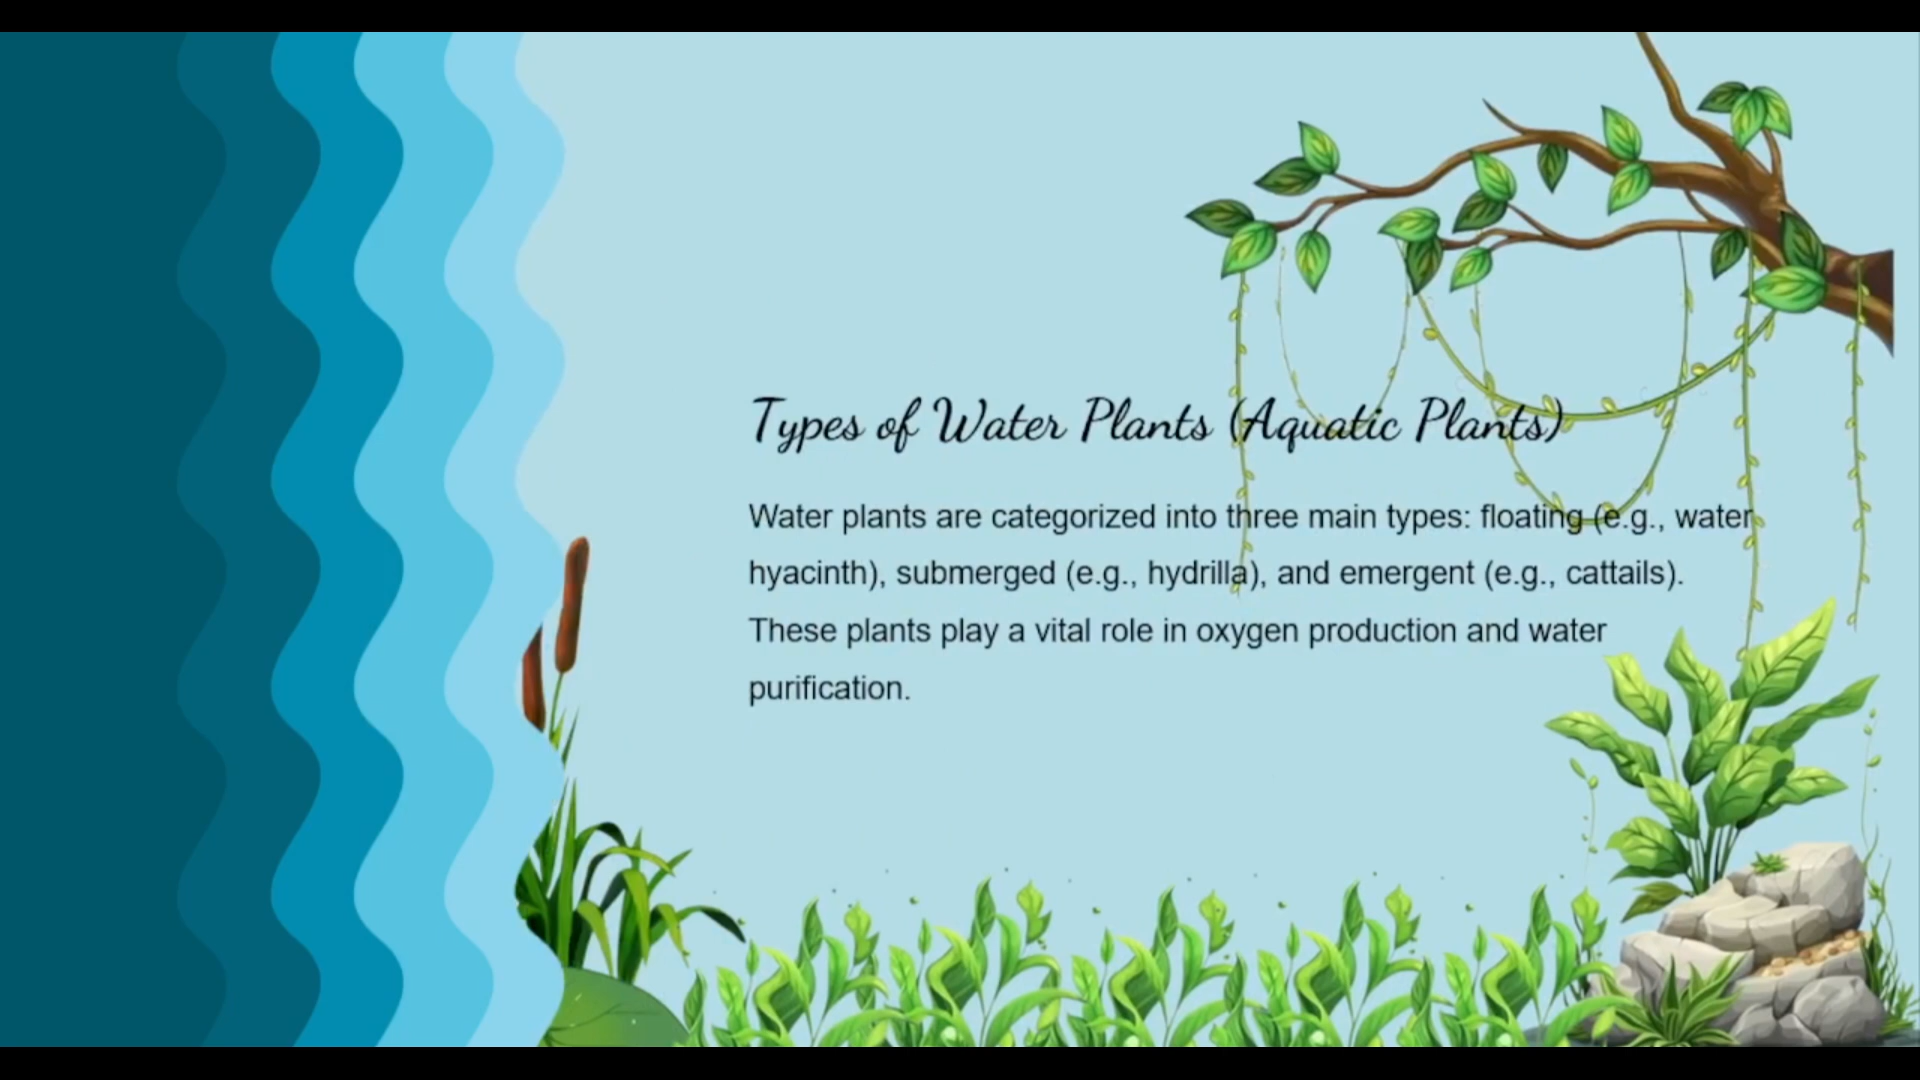 Types of Water Plants (Aquatic Plants)
Water plants are categorized into three main types: floating (e.g., water
hyacinth), submerged (e.g., hydrilla), and emergent (e.g., cattails).
These plants play a vital role in oxygen production and water
purification.